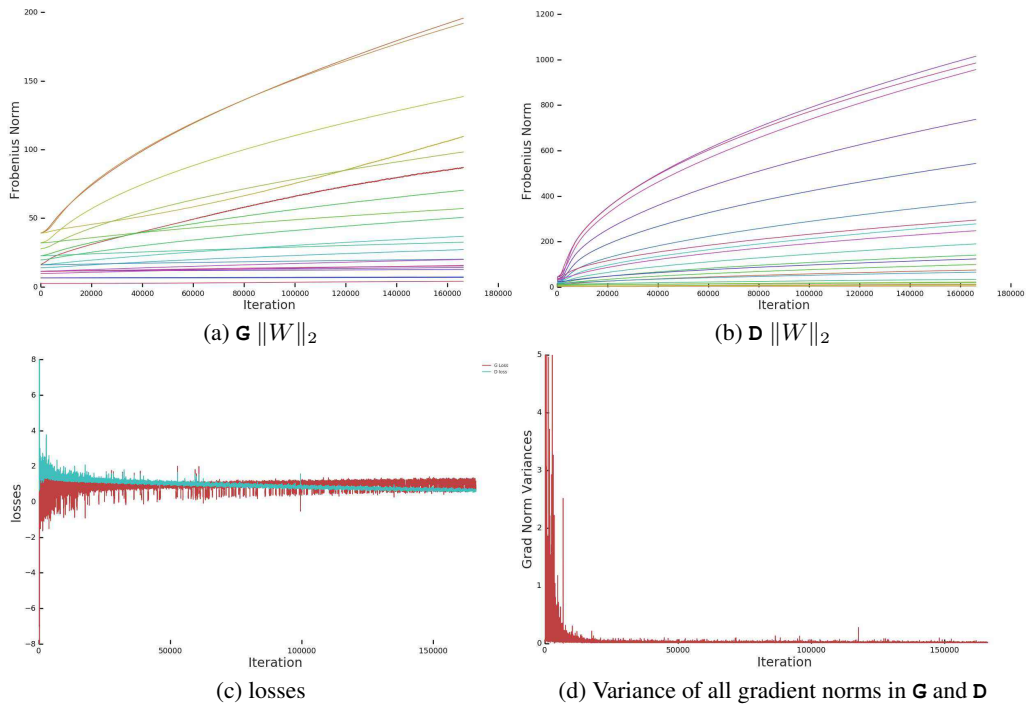 200
150
100
50
0
Frobenius Norm
0 20000 40000 60000 80000 100000 120000 140000 160000 180000
Iteration
(a) G ‖W‖₂
1200
1000
800
600
400
200
0
Frobenius Norm
0 20000 40000 60000 80000 100000 120000 140000 160000 180000
Iteration
(b) D ‖W‖₂
8
6
4
2
0
−2
−4
−6
−8
losses
G Loss
D loss
0 50000 100000 150000
Iteration
(c) losses
5
4
3
2
1
0
Grad Norm Variances
0 50000 100000 150000
Iteration
(d) Variance of all gradient norms in G and D